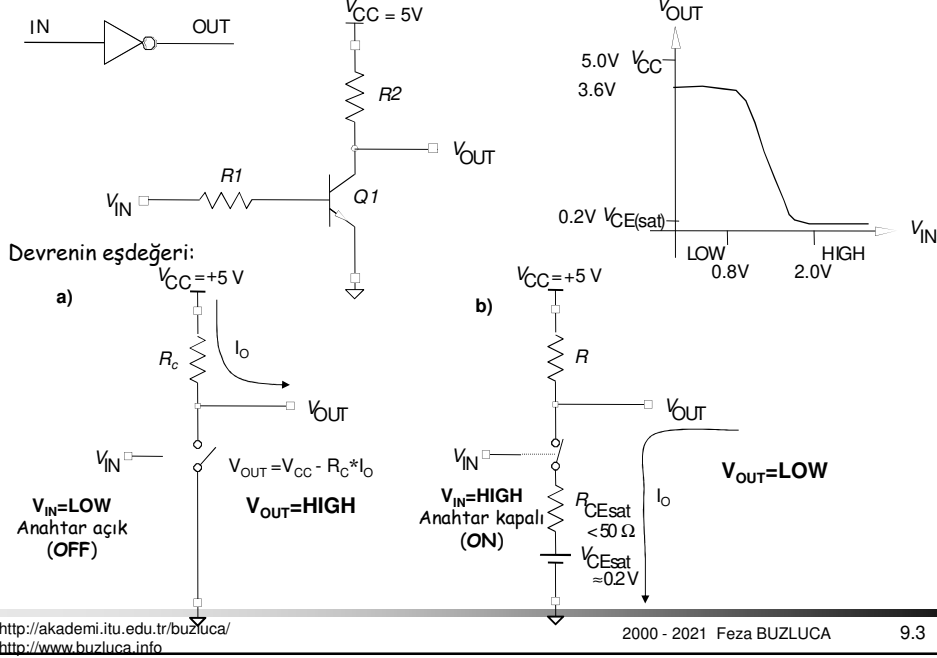 IN OUT
VCC = 5V
R2
VOUT
R1
VIN
Q1
VOUT
5.0V VCC
3.6V
0.2V VCE(sat)
VIN
LOW HIGH
0.8V 2.0V
Devrenin eşdeğeri:
a)
VCC=+5 V
Rc
IO
VOUT
VIN
VOUT =VCC - RC*IO
VIN=LOW
Anahtar açık
(OFF)
VOUT=HIGH
b)
VCC=+5 V
R
VOUT
VIN
VIN=HIGH
Anahtar kapalı
(ON)
RCEsat
<50 Ω
VCEsat
≈0.2 V
IO
VOUT=LOW
http://akademi.itu.edu.tr/buzluca/
http://www.buzluca.info
2000 - 2021 Feza BUZLUCA 9.3